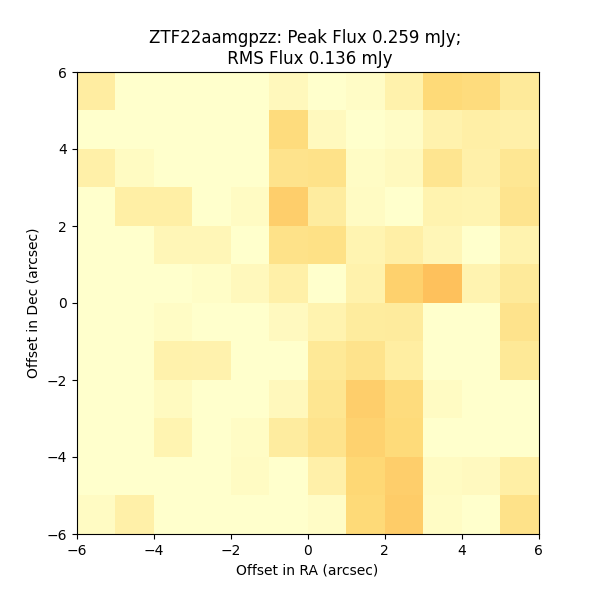 ZTF22aamgpzz: Peak Flux 0.259 mJy;
RMS Flux 0.136 mJy
6
4
2
0
−2
−4
−6
Offset in Dec (arcsec)
−6 −4 −2 0 2 4 6
Offset in RA (arcsec)